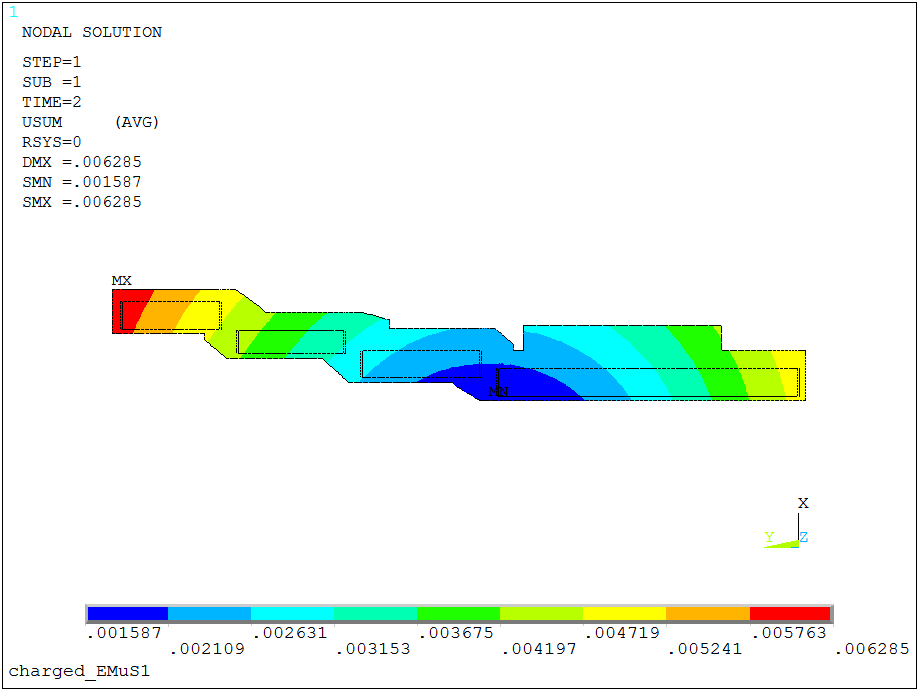 1
NODAL SOLUTION
STEP=1
SUB =1
TIME=2
USUM (AVG)
RSYS=0
DMX =.006285
SMN =.001587
SMX =.006285
MX
MN
X
Y Z
.001587 .002631 .003675 .004719 .005763
.002109 .003153 .004197 .005241 .006285
charged_EMuS1